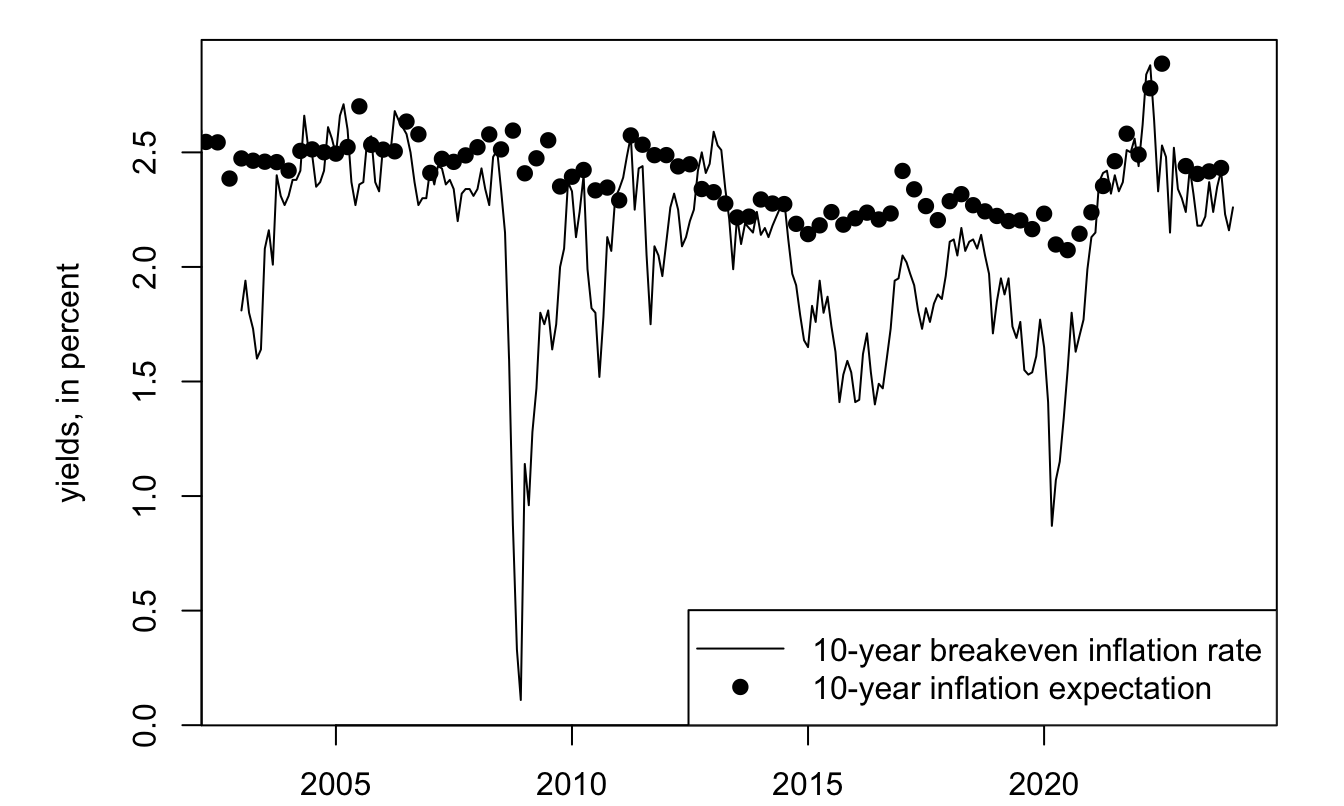 yields, in percent
2.5
2.0
1.5
1.0
0.5
0.0
10-year breakeven inflation rate
10-year inflation expectation
2005 2010 2015 2020